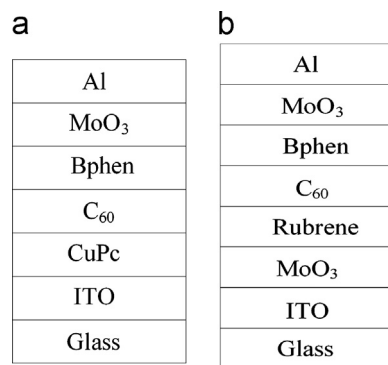 a
Al
MoO₃
Bphen
C₆₀
CuPc
ITO
Glass
b
Al
MoO₃
Bphen
C₆₀
Rubrene
MoO₃
ITO
Glass